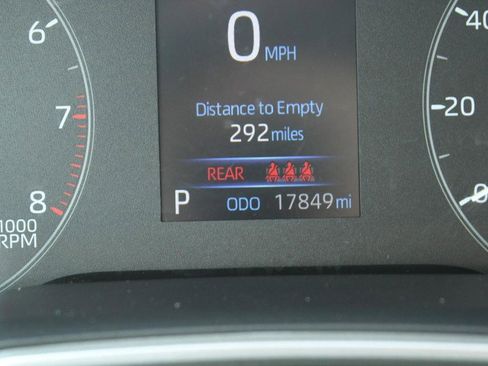 6
7
8
1000
RPM
0 MPH
Distance to Empty
292 miles
REAR
P ODO 17849 mi
40
20
0